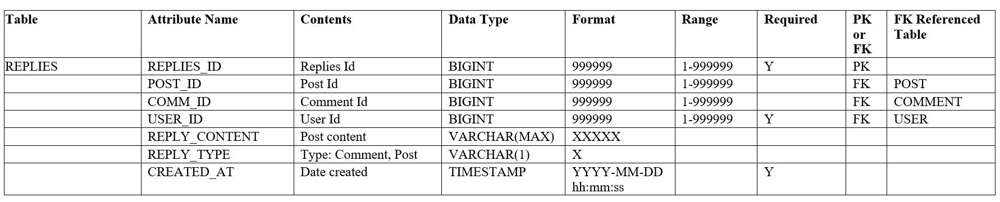 Table Attribute Name Contents Data Type Format Range Required PK or FK FK Referenced Table
REPLIES REPLIES_ID Replies Id BIGINT 999999 1-999999 Y PK
POST_ID Post Id BIGINT 999999 1-999999 FK POST
COMM_ID Comment Id BIGINT 999999 1-999999 FK COMMENT
USER_ID User Id BIGINT 999999 1-999999 Y FK USER
REPLY_CONTENT Post content VARCHAR(MAX) XXXXX
REPLY_TYPE Type: Comment, Post VARCHAR(1) X
CREATED_AT Date created TIMESTAMP YYYY-MM-DD hh:mm:ss Y